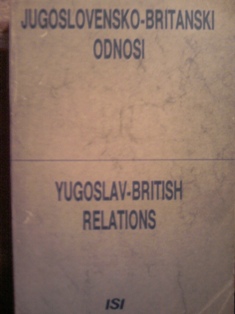 JUGOSLOVENSKO-BRITANSKI
ODNOSI
YUGOSLAV-BRITISH
RELATIONS
ISI